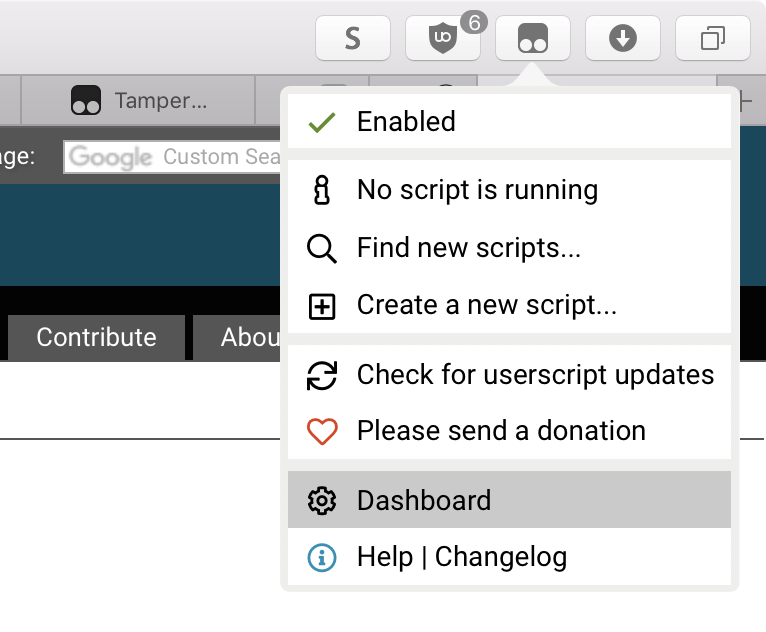 S
uo
6
Tamper...
age:
Google Custom Sea
Contribute
Abou
Enabled
No script is running
Find new scripts...
Create a new script...
Check for userscript updates
Please send a donation
Dashboard
Help | Changelog